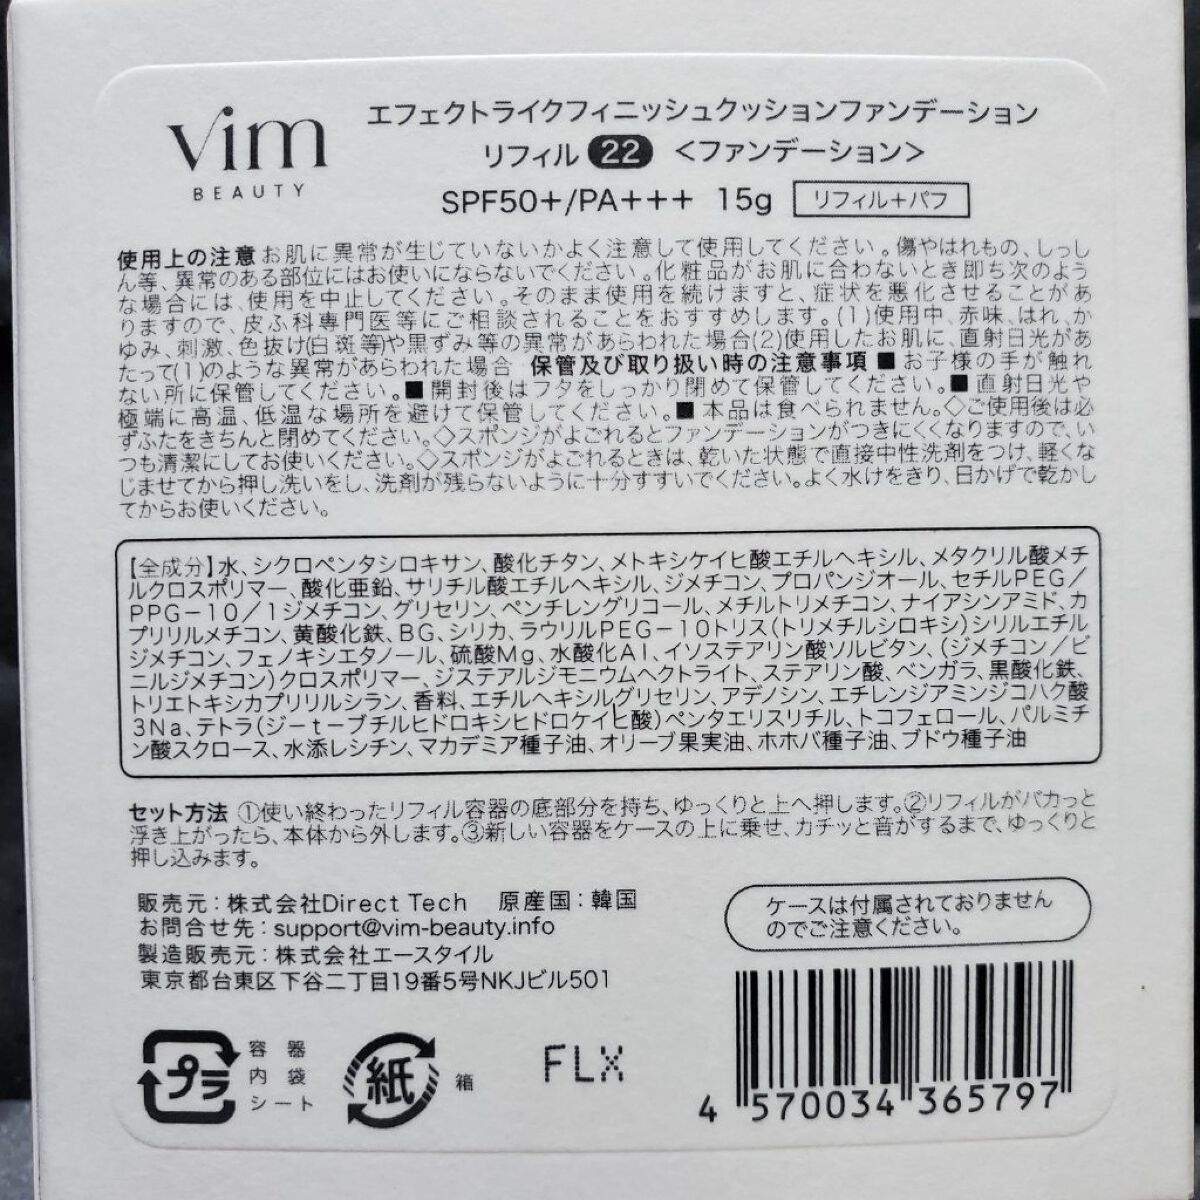 vim
BEAUTY
エフェクトライクフィニッシュクッションファンデーション
リフィル 22 <ファンデーション>
SPF50+/PA+++ 15g リフィル+パフ
使用上の注意 お肌に異常が生じていないかよく注意して使用してください。傷やはれもの、しっし
ん等、異常のある部位にはお使いにならないでください。化粧品がお肌に合わないとき即ち次のよう
な場合には、使用を中止してください。そのまま使用を続けますと、症状を悪化させることがあ
りますので、皮ふ科専門医等にご相談されることをおすすめします。(1)使用中、赤味、はれ、か
ゆみ、刺激、色抜け(白斑等)や黒ずみ等の異常があらわれた場合(2)使用したお肌に、直射日光があ
たって(1)のような異常があらわれた場合 保管及び取り扱い時の注意事項 ■お子様の手が触れ
ない所に保管してください。■開封後はフタをしっかり閉めて保管してください。■直射日光や
極端に高温、低温な場所を避けて保管してください。■本品は食べられません。◇ご使用後は必
ずふたをきちんと閉めてください。◇スポンジがよごれるとファンデーションがつきにくくなりますので、い
つも清潔にしてお使いください。◇スポンジがよごれるときは、乾いた状態で直接中性洗剤をつけ、軽くな
じませてから押し洗いをし、洗剤が残らないように十分すすいでください。よく水けをきり、日かげで乾かし
てからお使いください。
【全成分】水、シクロペンタシロキサン、酸化チタン、メトキシケイヒ酸エチルヘキシル、メタクリル酸メチ
ルクロスポリマー、酸化亜鉛、サリチル酸エチルヘキシル、ジメチコン、プロパンジオール、セチルPEG/
PPG-10/1ジメチコン、グリセリン、ペンチレングリコール、メチルトリメチコン、ナイアシンアミド、カ
プリリルメチコン、黄酸化鉄、BG、シリカ、ラウリルPEG-10トリス(トリメチルシロキシ)シリルエチル
ジメチコン、フェノキシエタノール、硫酸Mg、水酸化Al、イソステアリン酸ソルビタン、(ジメチコン/ビ
ニルジメチコン)クロスポリマー、ジステアルジモニウムヘクトライト、ステアリン酸、ベンガラ、黒酸化鉄、
トリエトキシカプリリルシラン、香料、エチルヘキシルグリセリン、アデノシン、エチレンジアミンジコハク酸
3Na、テトラ(ジ-t-ブチルヒドロキシヒドロケイヒ酸)ペンタエリスリチル、トコフェロール、パルミチ
ン酸スクロース、水添レシチン、マカデミア種子油、オリーブ果実油、ホホバ種子油、ブドウ種子油
セット方法 ①使い終わったリフィル容器の底部分を持ち、ゆっくりと上へ押します。②リフィルがパカっと
浮き上がったら、本体から外します。③新しい容器をケースの上に乗せ、カチッと音がするまで、ゆっくりと
押し込みます。
販売元:株式会社Direct Tech 原産国:韓国
お問合せ先:support@vim-beauty.info
製造販売元:株式会社エースタイル
東京都台東区下谷二丁目19番5号NKJビル501
ケースは付属されておりません
のでご注意ください。
プラ
容器
内袋
シート
紙
箱
FLX
4 570034 365797